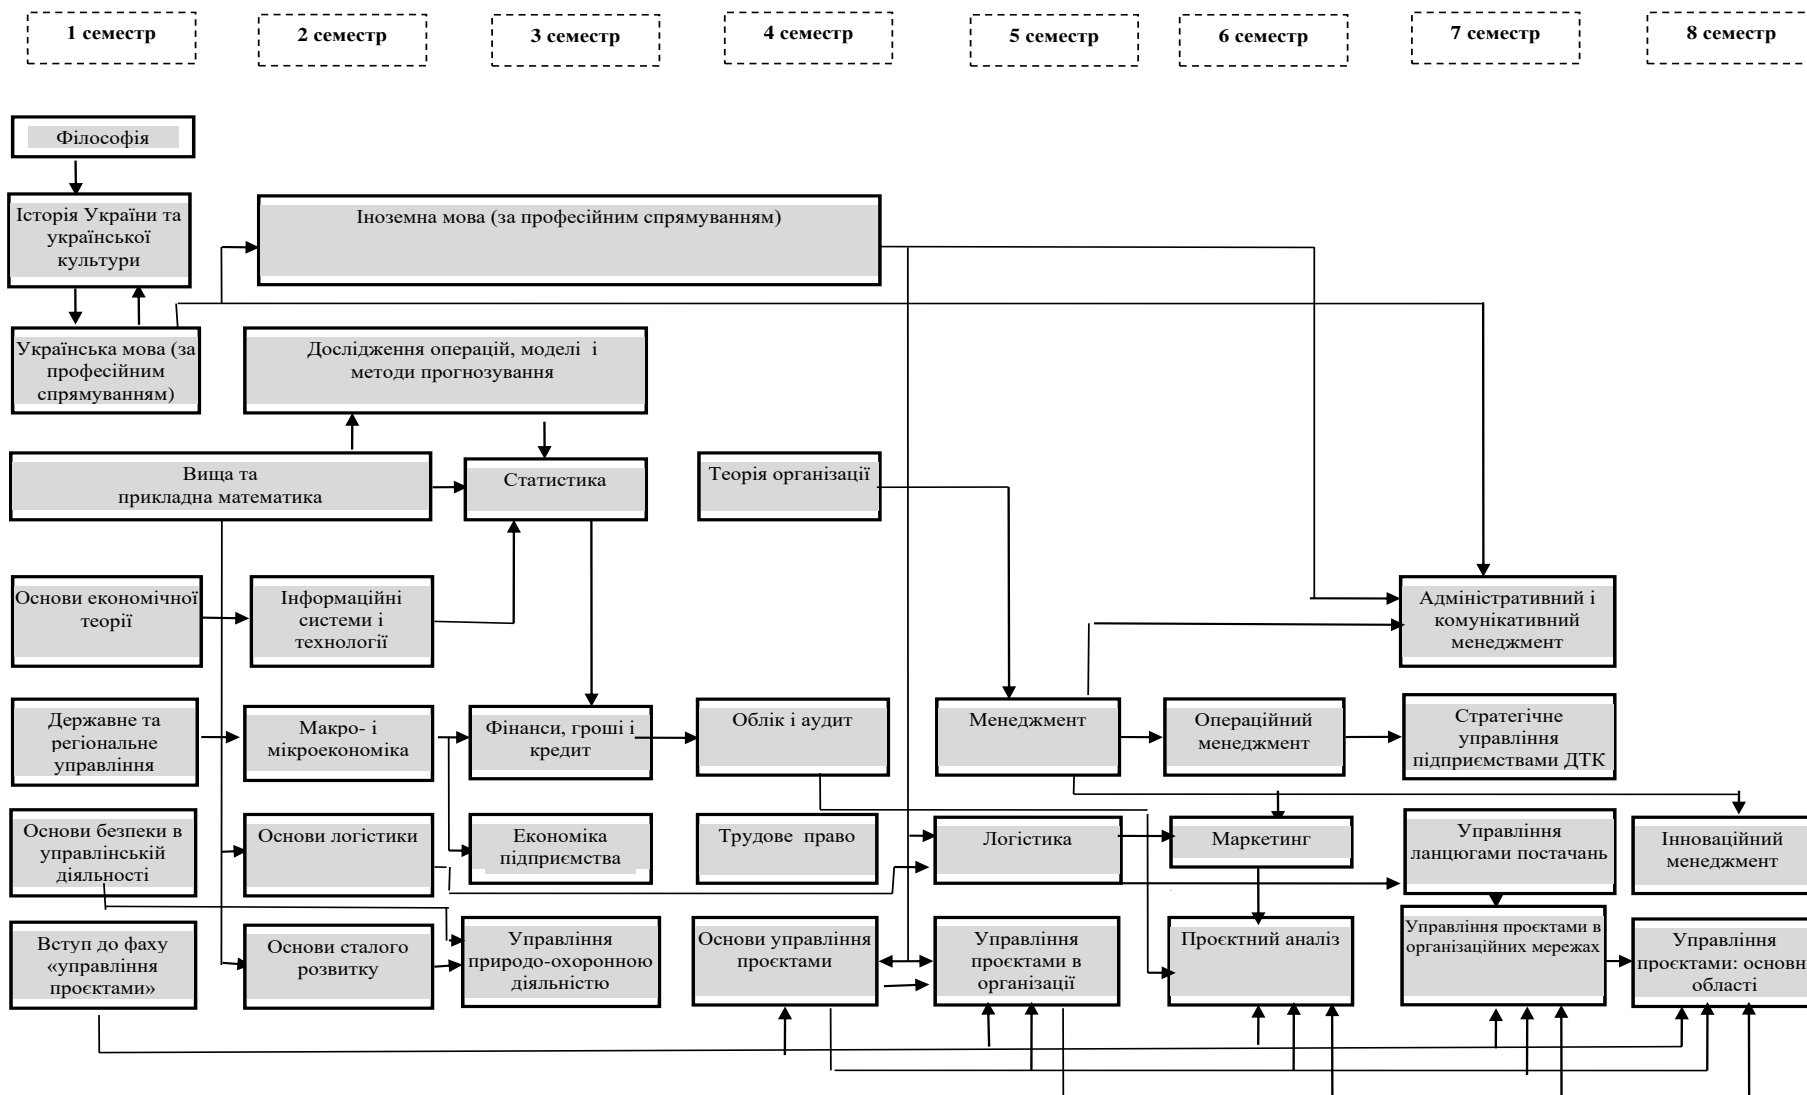 1 семестр
2 семестр
3 семестр
4 семестр
5 семестр
6 семестр
7 семестр
8 семестр
Філософія
Історія України та
української
культури
Іноземна мова (за професійним спрямуванням)
Українська мова (за
професійним
спрямуванням)
Дослідження операцій, моделі і
методи прогнозування
Вища та
прикладна математика
Статистика
Теорія організації
Основи економічної
теорії
Інформаційні
системи і
технології
Адміністративний і
комунікативний
менеджмент
Державне та
регіональне
управління
Макро- і
мікроекономіка
Фінанси, гроші і
кредит
Облік і аудит
Менеджмент
Операційний
менеджмент
Стратегічне
управління
підприємствами ДТК
Основи безпеки в
управлінській
діяльності
Основи логістики
Економіка
підприємства
Трудове право
Логістика
Маркетинг
Управління
ланцюгами постачань
Інноваційний
менеджмент
Вступ до фаху
«управління
проєктами»
Основи сталого
розвитку
Управління
природо-охоронною
діяльністю
Основи управління
проєктами
Управління
проєктами в
організації
Проєктний аналіз
Управління проєктами в
організаційних мережах
Управління
проєктами: основн
області